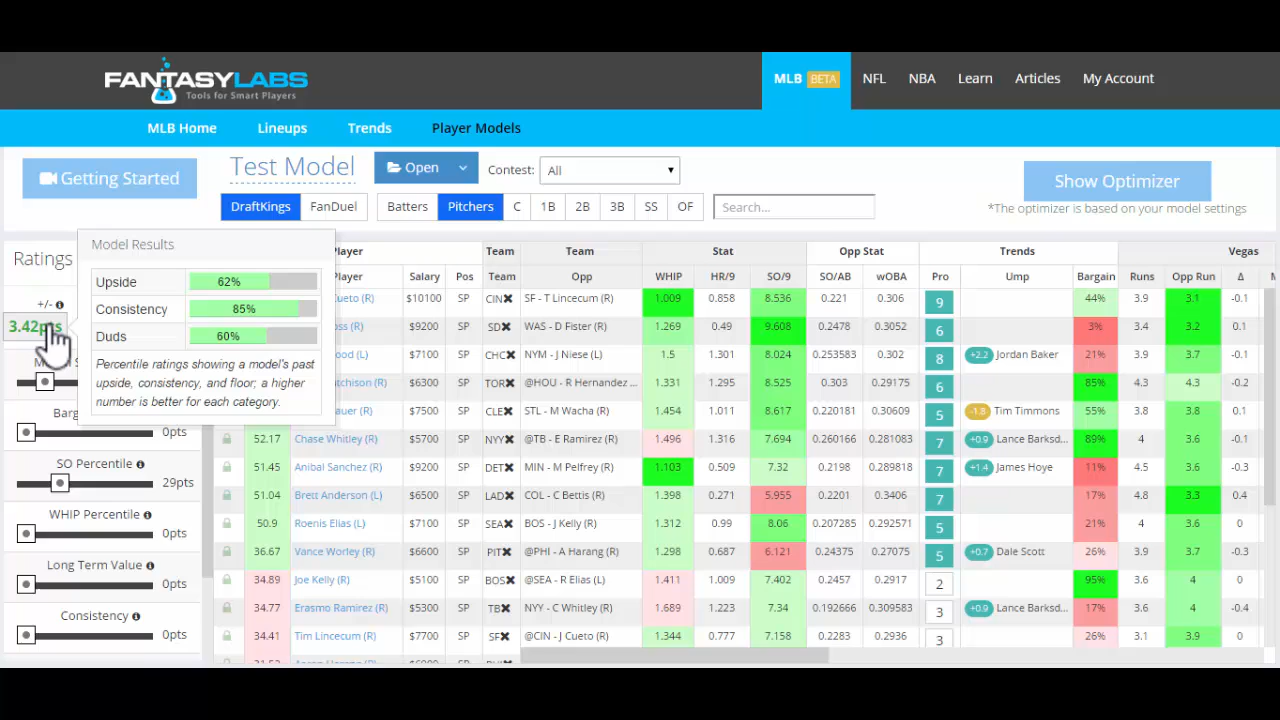 FANTASYLABS
Tools for Smart Players
MLB BETA NFL NBA Learn Articles My Account
MLB Home Lineups Trends Player Models
Getting Started Test Model Open Contest: All Show Optimizer
DraftKings FanDuel Batters Pitchers C 1B 2B 3B SS OF Search... *The optimizer is based on your model settings
Ratings
+/-
3.42pts
Model Results
Upside 62%
Consistency 85%
Duds 60%
Percentile ratings showing a model's past
upside, consistency, and floor; a higher
number is better for each category.
0pts
SO Percentile
29pts
WHIP Percentile
0pts
Long Term Value
0pts
Consistency
0pts
Player Team Team Stat Opp Stat Trends Vegas
Player Salary Pos Team Opp WHIP HR/9 SO/9 SO/AB wOBA Pro Ump Bargain Runs Opp Run Δ
Cueto (R) $10100 SP CIN SF - T Lincecum (R) 1.009 0.858 8.536 0.221 0.306 9 44% 3.9 3.1 -0.1
(R) $9200 SP SD WAS - D Fister (R) 1.269 0.49 9.608 0.2478 0.3052 6 3% 3.4 3.2 0.1
(R) $7100 SP CHC NYM - J Niese (L) 1.5 1.301 8.024 0.253582 0.302 8 +2.2 Jordan Baker 21% 3.9 3.7 -0.1
(R) $6300 SP TOR @HOU - R Hernandez ... 1.331 1.295 8.525 0.303 0.29175 6 85% 4.3 4.3 -0.2
(R) $7500 SP CLE STL - M Wacha (R) 1.454 1.011 8.617 0.220181 0.30609 5 -1.8 Tim Timmons 55% 3.8 3.8 0.1
52.17 Chase Whitley (R) $5700 SP NYY @TB - E Ramirez (R) 1.496 1.316 7.694 0.260166 0.281083 7 +0.9 Lance Barksd... 89% 4 3.6 -0.1
51.45 Anibal Sanchez (R) $9200 SP DET MIN - M Pelfrey (R) 1.103 0.509 7.32 0.2198 0.289818 7 +1.4 James Hoye 11% 4.5 3.6 -0.3
51.04 Brett Anderson (L) $6500 SP LAD COL - C Bettis (R) 1.398 0.271 5.955 0.2201 0.3406 7 17% 4.8 3.3 0.4
50.9 Roenis Elias (L) $7100 SP SEA BOS - J Kelly (R) 1.312 0.99 8.06 0.207285 0.292571 5 21% 4 3.6 0
36.67 Vance Worley (R) $6600 SP PIT @PHI - A Harang (R) 1.298 0.687 6.121 0.24375 0.27075 5 +0.7 Dale Scott 26% 3.9 3.7 -0.3
34.89 Joe Kelly (R) $5100 SP BOS @SEA - R Elias (L) 1.411 1.009 7.402 0.2457 0.2917 2 95% 3.6 4 0
34.77 Erasmo Ramirez (R) $5300 SP TB NYY - C Whitley (R) 1.689 1.223 7.34 0.192666 0.309583 3 +0.9 Lance Barksd... 17% 3.6 4 -0.4
34.41 Tim Lincecum (R) $7700 SP SF @CIN - J Cueto (R) 1.344 0.777 7.158 0.2283 0.2936 3 26% 3.1 3.9 0